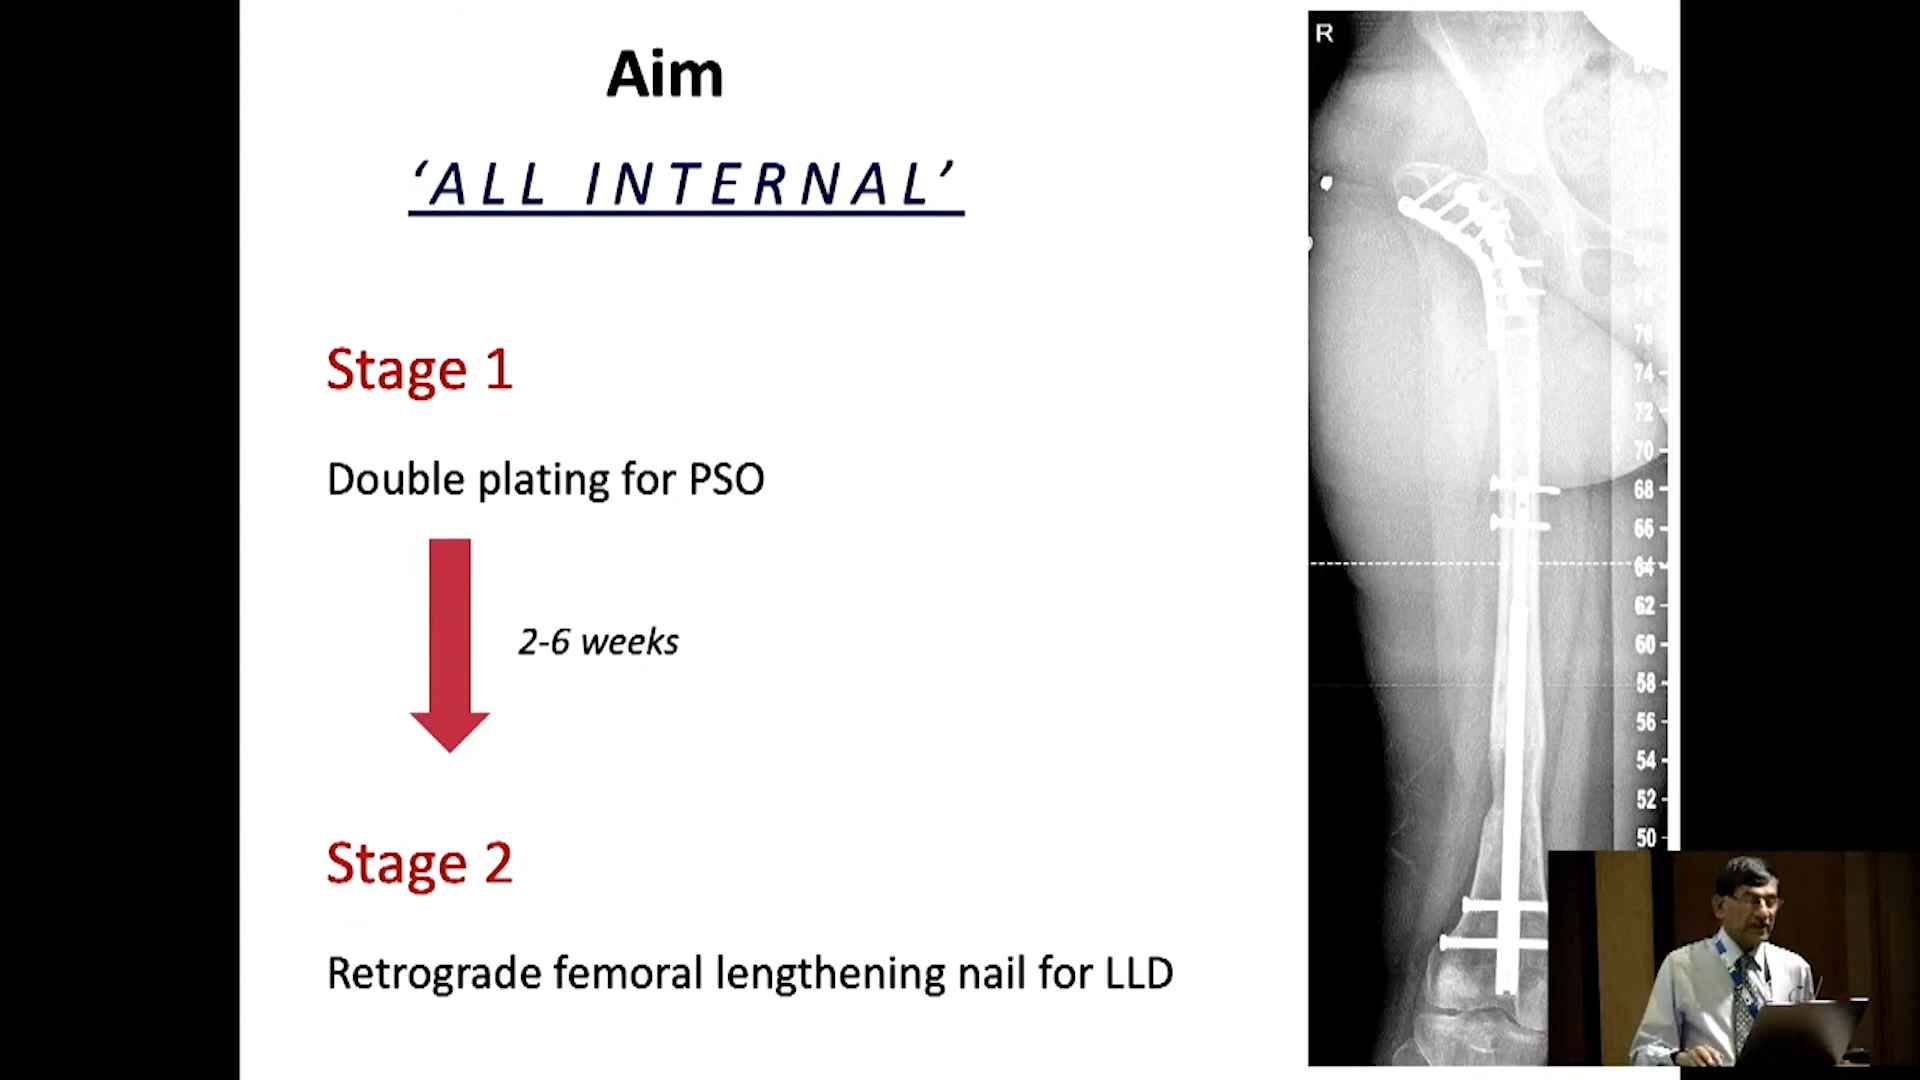 Aim
‘ALL INTERNAL’
Stage 1
Double plating for PSO
2-6 weeks
Stage 2
Retrograde femoral lengthening nail for LLD
R
76
74
72
70
68
66
64
62
60
58
56
54
52
50